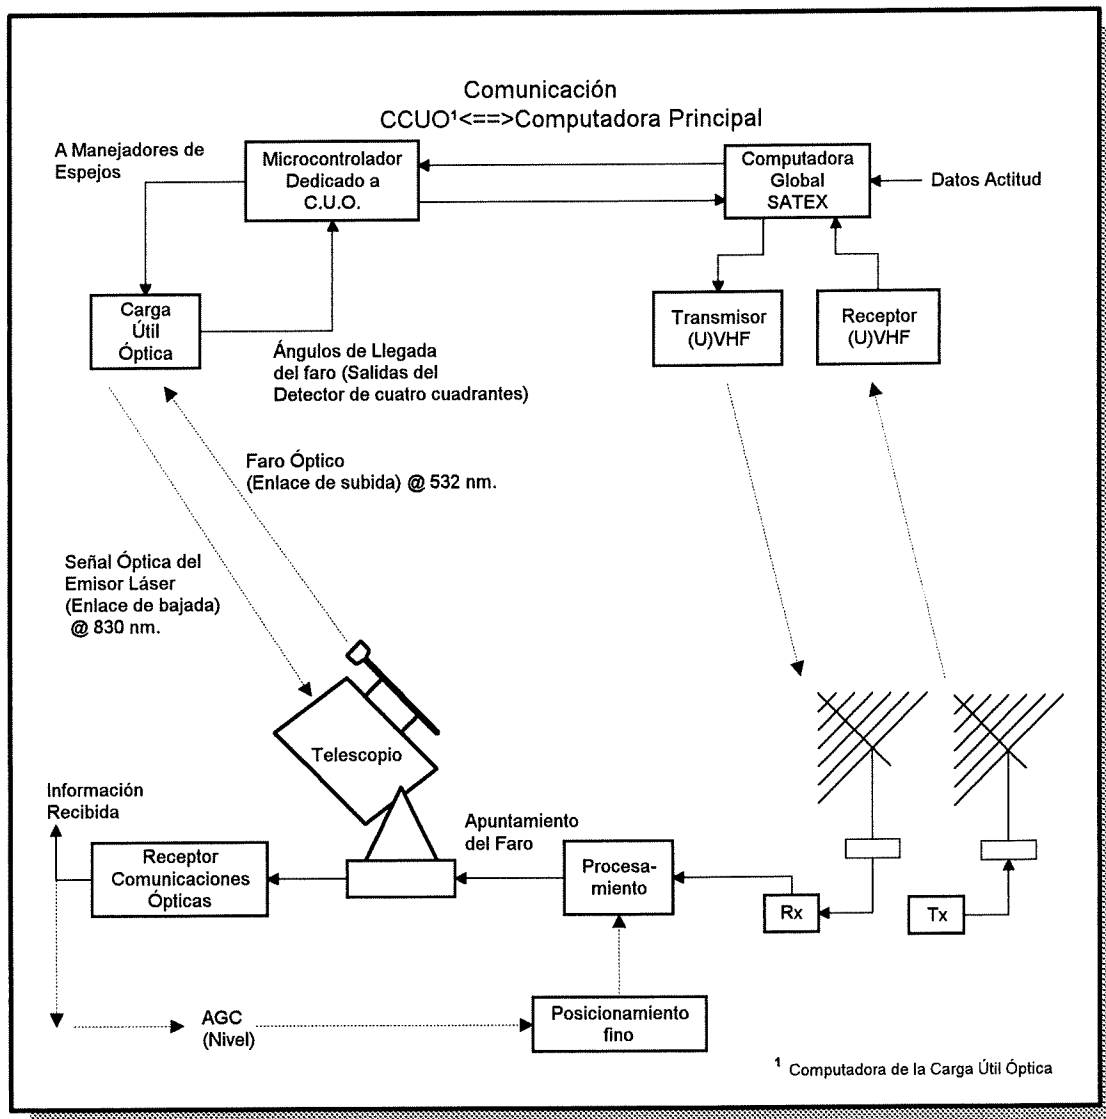 Comunicación
CCUO¹<==>Computadora Principal
A Manejadores de
Espejos
Microcontrolador
Dedicado a
C.U.O.
Computadora
Global
SATEX
Datos Actitud
Carga
Útil
Óptica
Transmisor
(U)VHF
Receptor
(U)VHF
Ángulos de Llegada
del faro (Salidas del
Detector de cuatro cuadrantes)
Faro Óptico
(Enlace de subida) @ 532 nm.
Señal Óptica del
Emisor Láser
(Enlace de bajada)
@ 830 nm.
Telescopio
Información
Recibida
Receptor
Comunicaciones
Ópticas
Apuntamiento
del Faro
Procesa-
miento
Rx
Tx
AGC
(Nivel)
Posicionamiento
fino
¹ Computadora de la Carga Útil Óptica